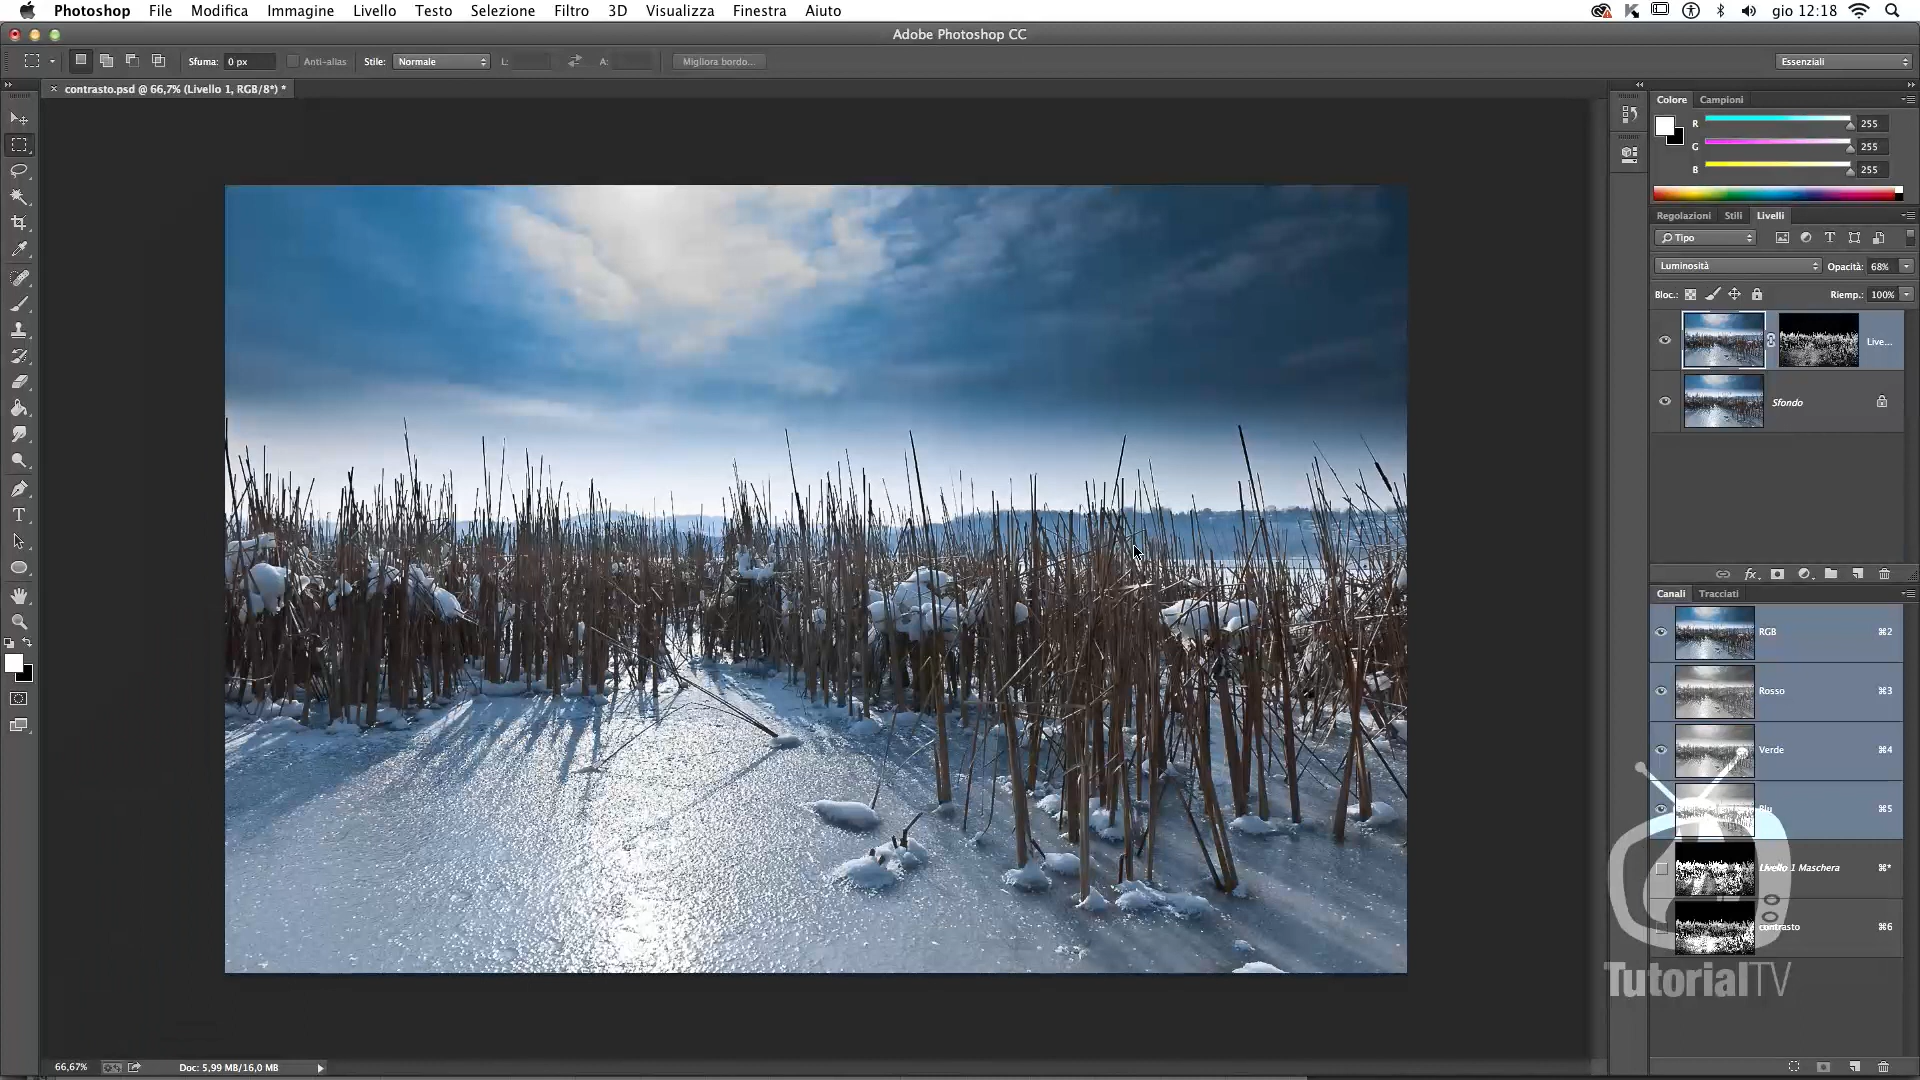 Photoshop File Modifica Immagine Livello Testo Selezione Filtro 3D Visualizza Finestra Aiuto gio 12:18
Adobe Photoshop CC
Sfuma: 0 px Anti-alias Stile: Normale L: A: Migliora bordo... Essenziali
× contrasto.psd @ 66,7% (Livello 1, RGB/8*) *
Colore Campioni
R 255
G 255
B 255
Regolazioni Stili Livelli
Tipo
Luminosità Opacità: 68%
Bloc.: Riemp.: 100%
Live...
Sfondo
Canali Tracciati
RGB ⌘2
Rosso ⌘3
Verde ⌘4
Blu ⌘5
Livello 1 Maschera ⌘*
contrasto ⌘6
TutorialTV
66,67% Doc: 5,99 MB/16,0 MB